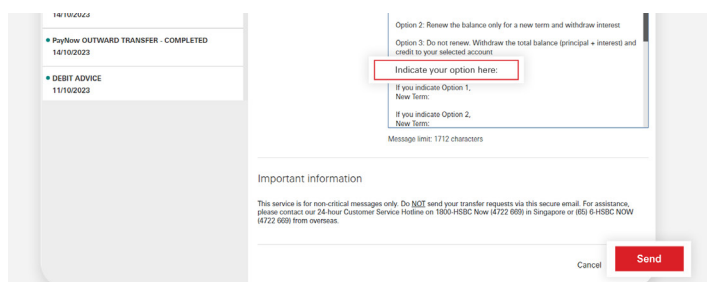 14/10/2023
PayNow OUTWARD TRANSFER - COMPLETED
14/10/2023
DEBIT ADVICE
11/10/2023
Option 2: Renew the balance only for a new term and withdraw interest
Option 3: Do not renew. Withdraw the total balance (principal + interest) and
credit to your selected account
Indicate your option here:
If you indicate Option 1,
New Term:
If you indicate Option 2,
New Term:
Message limit: 1712 characters
Important information
This service is for non-critical messages only. Do NOT send your transfer requests via this secure email. For assistance,
please contact our 24-hour Customer Service Hotline on 1800-HSBC Now (4722 669) in Singapore or (65) 6-HSBC NOW
(4722 669) from overseas.
Cancel
Send